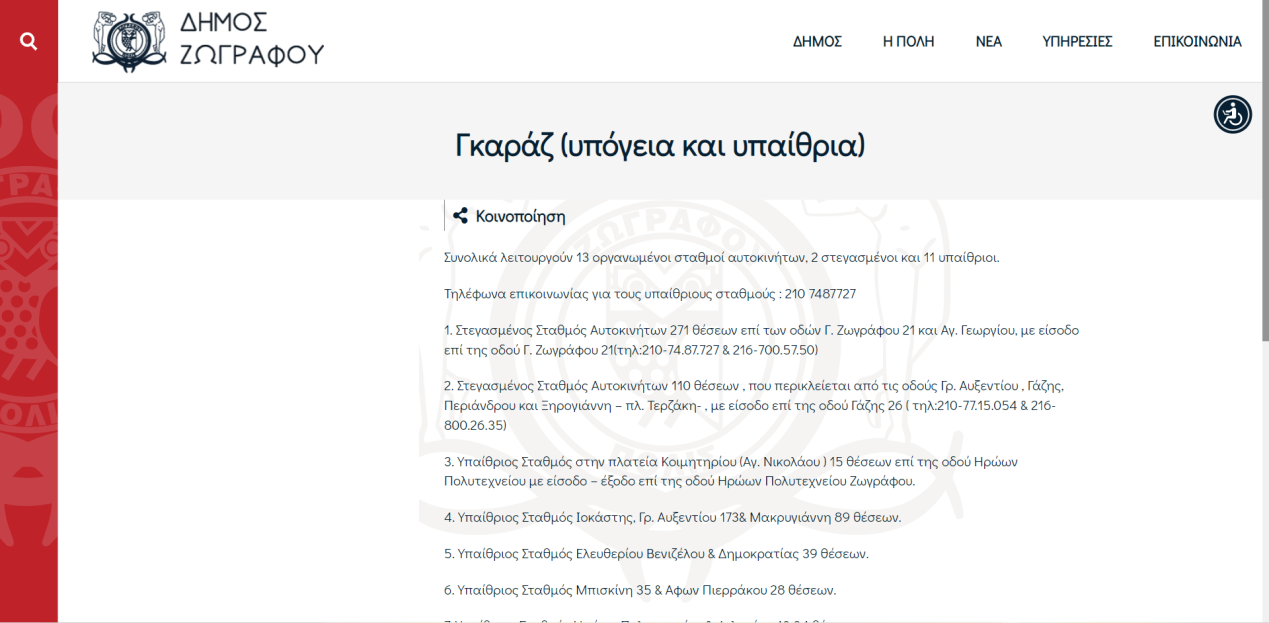 ΔΗΜΟΣ
ΖΩΓΡΑΦΟΥ
ΔΗΜΟΣ Η ΠΟΛΗ ΝΕΑ ΥΠΗΡΕΣΙΕΣ ΕΠΙΚΟΙΝΩΝΙΑ
Γκαράζ (υπόγεια και υπαίθρια)
Κοινοποίηση
Συνολικά λειτουργούν 13 οργανωμένοι σταθμοί αυτοκινήτων, 2 στεγασμένοι και 11 υπαίθριοι.
Τηλέφωνα επικοινωνίας για τους υπαίθριους σταθμούς : 210 7487727
1. Στεγασμένος Σταθμός Αυτοκινήτων 271 θέσεων επί των οδών Γ. Ζωγράφου 21 και Αγ. Γεωργίου, με είσοδο
επί της οδού Γ. Ζωγράφου 21(τηλ:210-74.87.727 & 216-700.57.50)
2. Στεγασμένος Σταθμός Αυτοκινήτων 110 θέσεων , που περικλείεται από τις οδούς Γρ. Αυξεντίου , Γάζης,
Περιάνδρου και Ξηρογιάννη – πλ. Τερζάκη- , με είσοδο επί της οδού Γάζης 26 ( τηλ:210-77.15.054 & 216-
800.26.35)
3. Υπαίθριος Σταθμός στην πλατεία Κοιμητηρίου (Αγ. Νικολάου ) 15 θέσεων επί της οδού Ηρώων
Πολυτεχνείου με είσοδο – έξοδο επί της οδού Ηρώων Πολυτεχνείου Ζωγράφου.
4. Υπαίθριος Σταθμός Ιοκάστης, Γρ. Αυξεντίου 173& Μακρυγιάννη 89 θέσεων.
5. Υπαίθριος Σταθμός Ελευθερίου Βενιζέλου & Δημοκρατίας 39 θέσεων.
6. Υπαίθριος Σταθμός Μπισκίνη 35 & Αφων Πιερράκου 28 θέσεων.